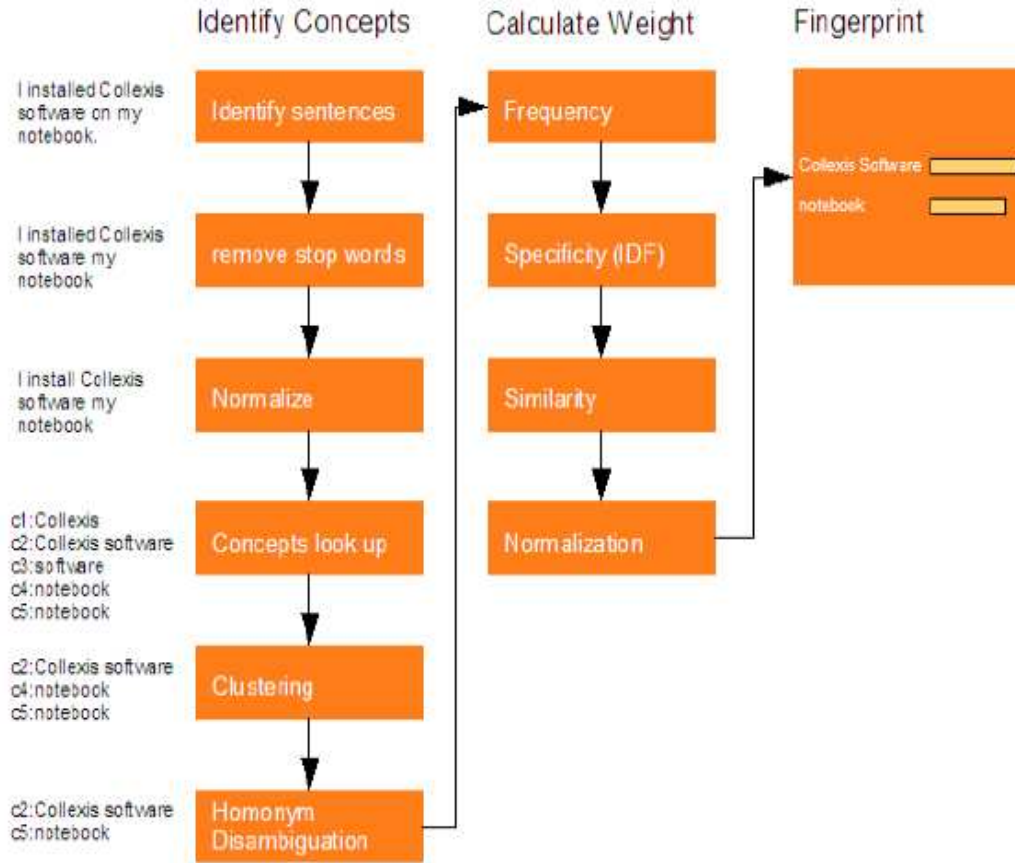 Identify Concepts
Calculate Weight
Fingerprint
I installed Collexis
software on my
notebook.
Identify sentences
Frequency
Collexis Software
notebook
I installed Collexis
software my
notebook
remove stop words
Specificity (IDF)
I install Collexis
software my
notebook
Normalize
Similarity
c1:Collexis
c2:Collexis software
c3:software
c4:notebook
c5:notebook
Concepts look up
Normalization
c2:Collexis software
c4:notebook
c5:notebook
Clustering
c2:Collexis software
c5:notebook
Homonym
Disambiguation